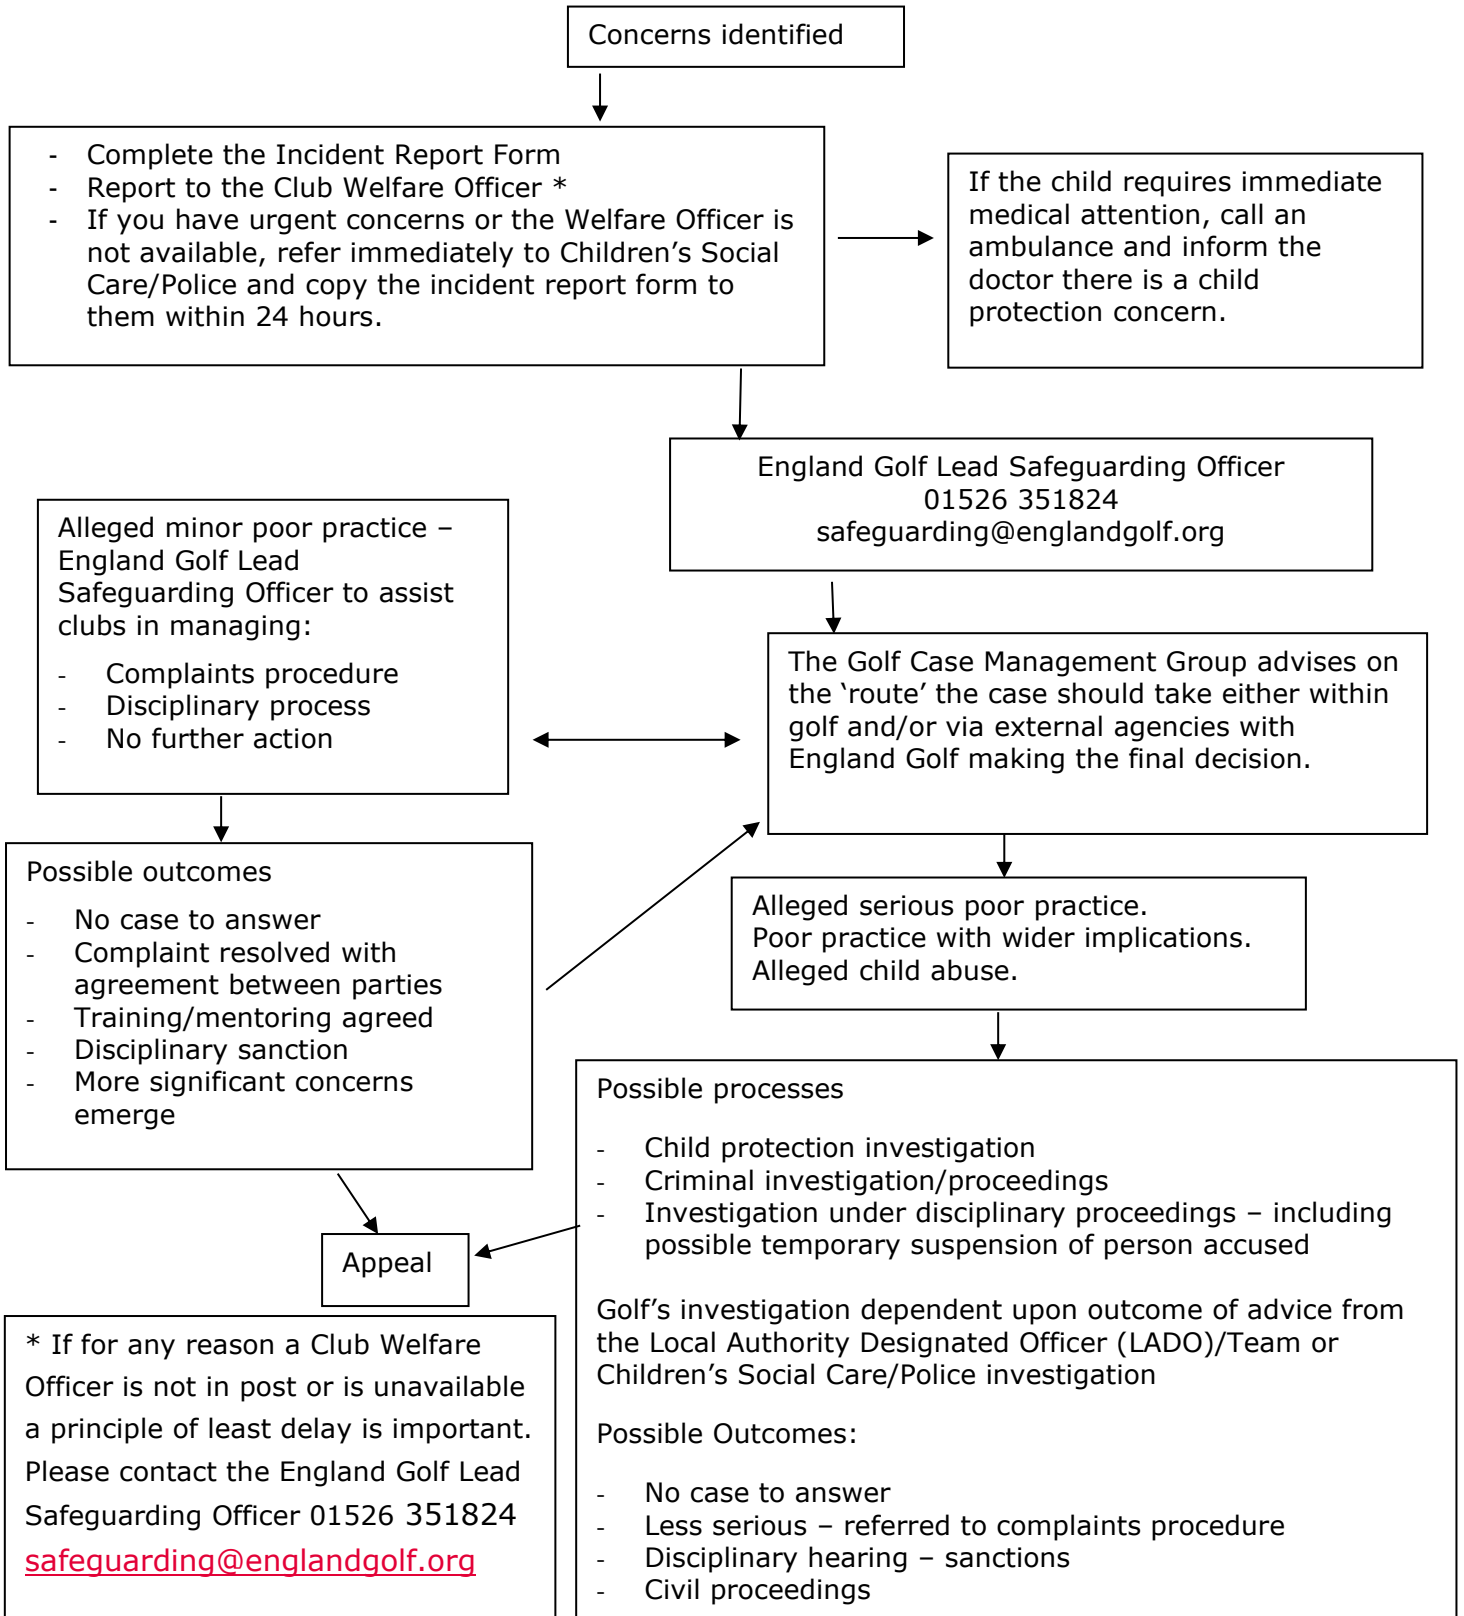 Concerns identified
- Complete the Incident Report Form
- Report to the Club Welfare Officer *
- If you have urgent concerns or the Welfare Officer is
not available, refer immediately to Children’s Social
Care/Police and copy the incident report form to
them within 24 hours.
If the child requires immediate
medical attention, call an
ambulance and inform the
doctor there is a child
protection concern.
England Golf Lead Safeguarding Officer
01526 351824
safeguarding@englandgolf.org
Alleged minor poor practice –
England Golf Lead
Safeguarding Officer to assist
clubs in managing:
- Complaints procedure
- Disciplinary process
- No further action
The Golf Case Management Group advises on
the ‘route’ the case should take either within
golf and/or via external agencies with
England Golf making the final decision.
Possible outcomes
- No case to answer
- Complaint resolved with
agreement between parties
- Training/mentoring agreed
- Disciplinary sanction
- More significant concerns
emerge
Alleged serious poor practice.
Poor practice with wider implications.
Alleged child abuse.
Possible processes
- Child protection investigation
- Criminal investigation/proceedings
- Investigation under disciplinary proceedings – including
possible temporary suspension of person accused
Golf’s investigation dependent upon outcome of advice from
the Local Authority Designated Officer (LADO)/Team or
Children’s Social Care/Police investigation
Possible Outcomes:
- No case to answer
- Less serious – referred to complaints procedure
- Disciplinary hearing – sanctions
- Civil proceedings
Appeal
* If for any reason a Club Welfare
Officer is not in post or is unavailable
a principle of least delay is important.
Please contact the England Golf Lead
Safeguarding Officer 01526 351824
safeguarding@englandgolf.org